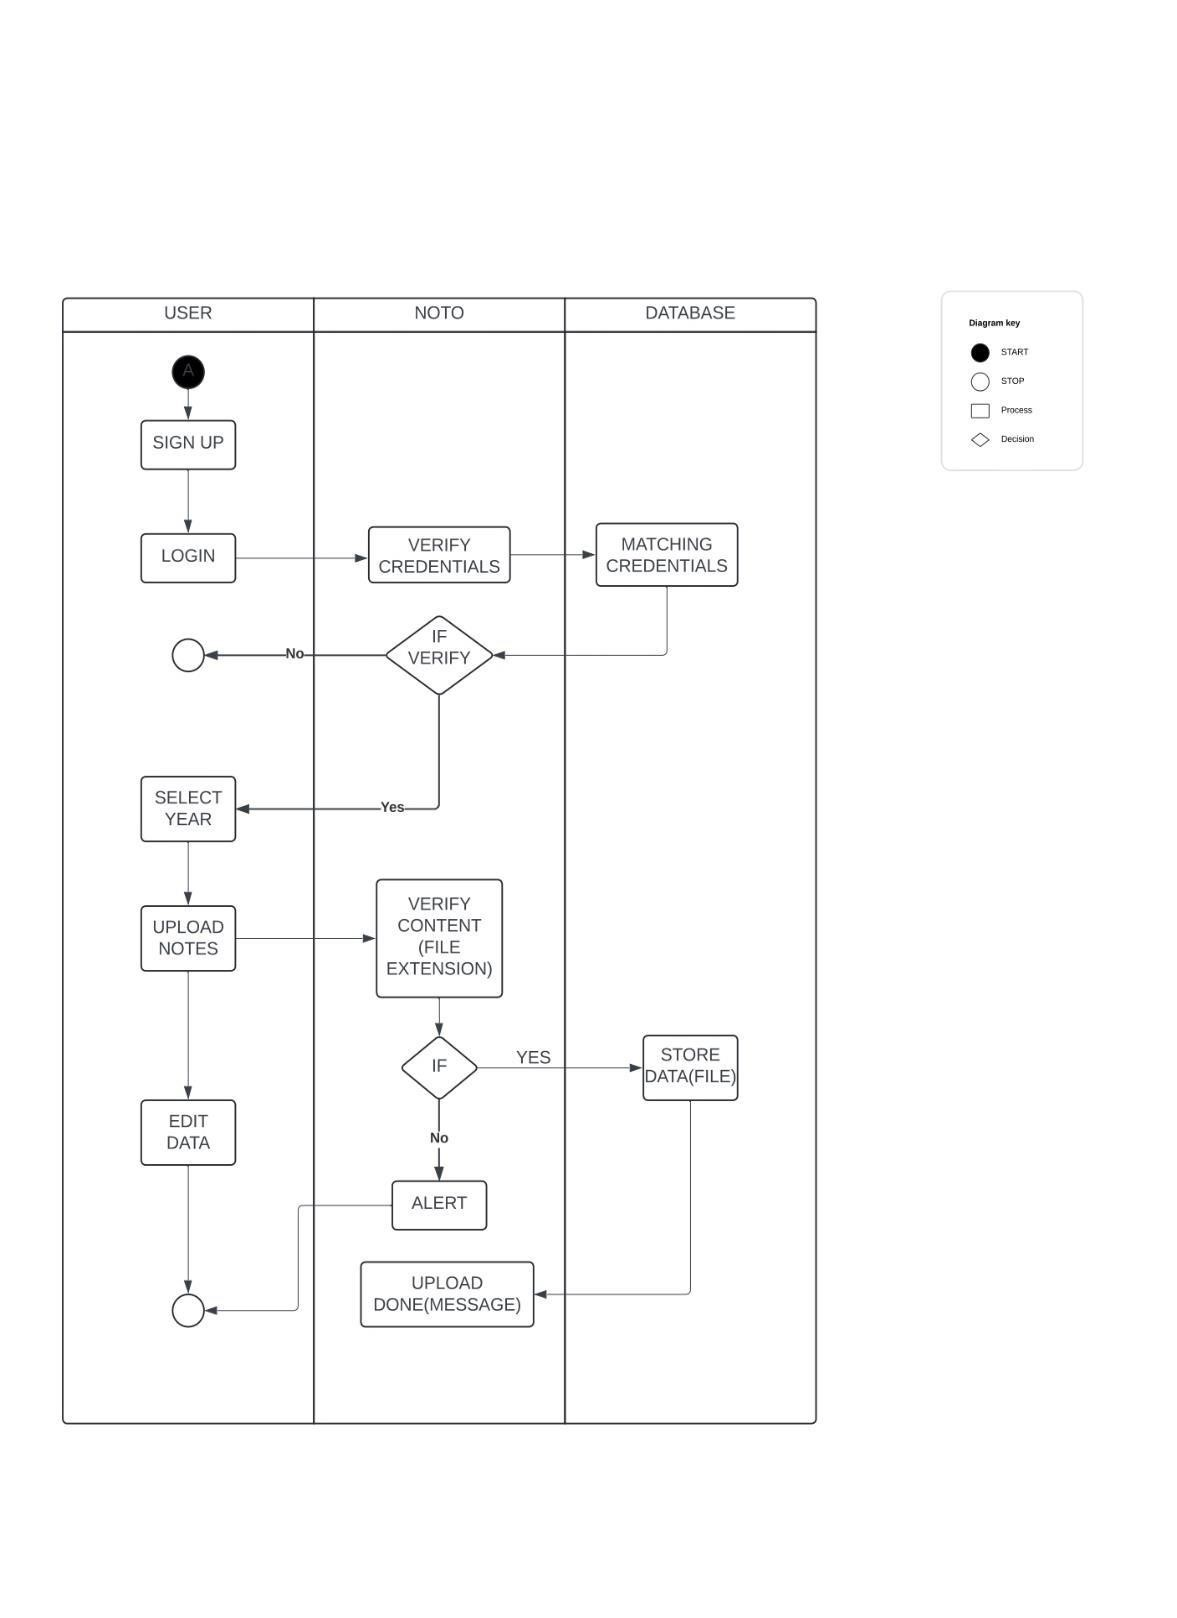 USER
NOTO
DATABASE
Diagram key
START
STOP
Process
Decision
A
SIGN UP
LOGIN
VERIFY
CREDENTIALS
MATCHING
CREDENTIALS
IF
VERIFY
No
Yes
SELECT
YEAR
UPLOAD
NOTES
VERIFY
CONTENT
(FILE
EXTENSION)
IF
YES
STORE
DATA(FILE)
No
EDIT
DATA
ALERT
UPLOAD
DONE(MESSAGE)